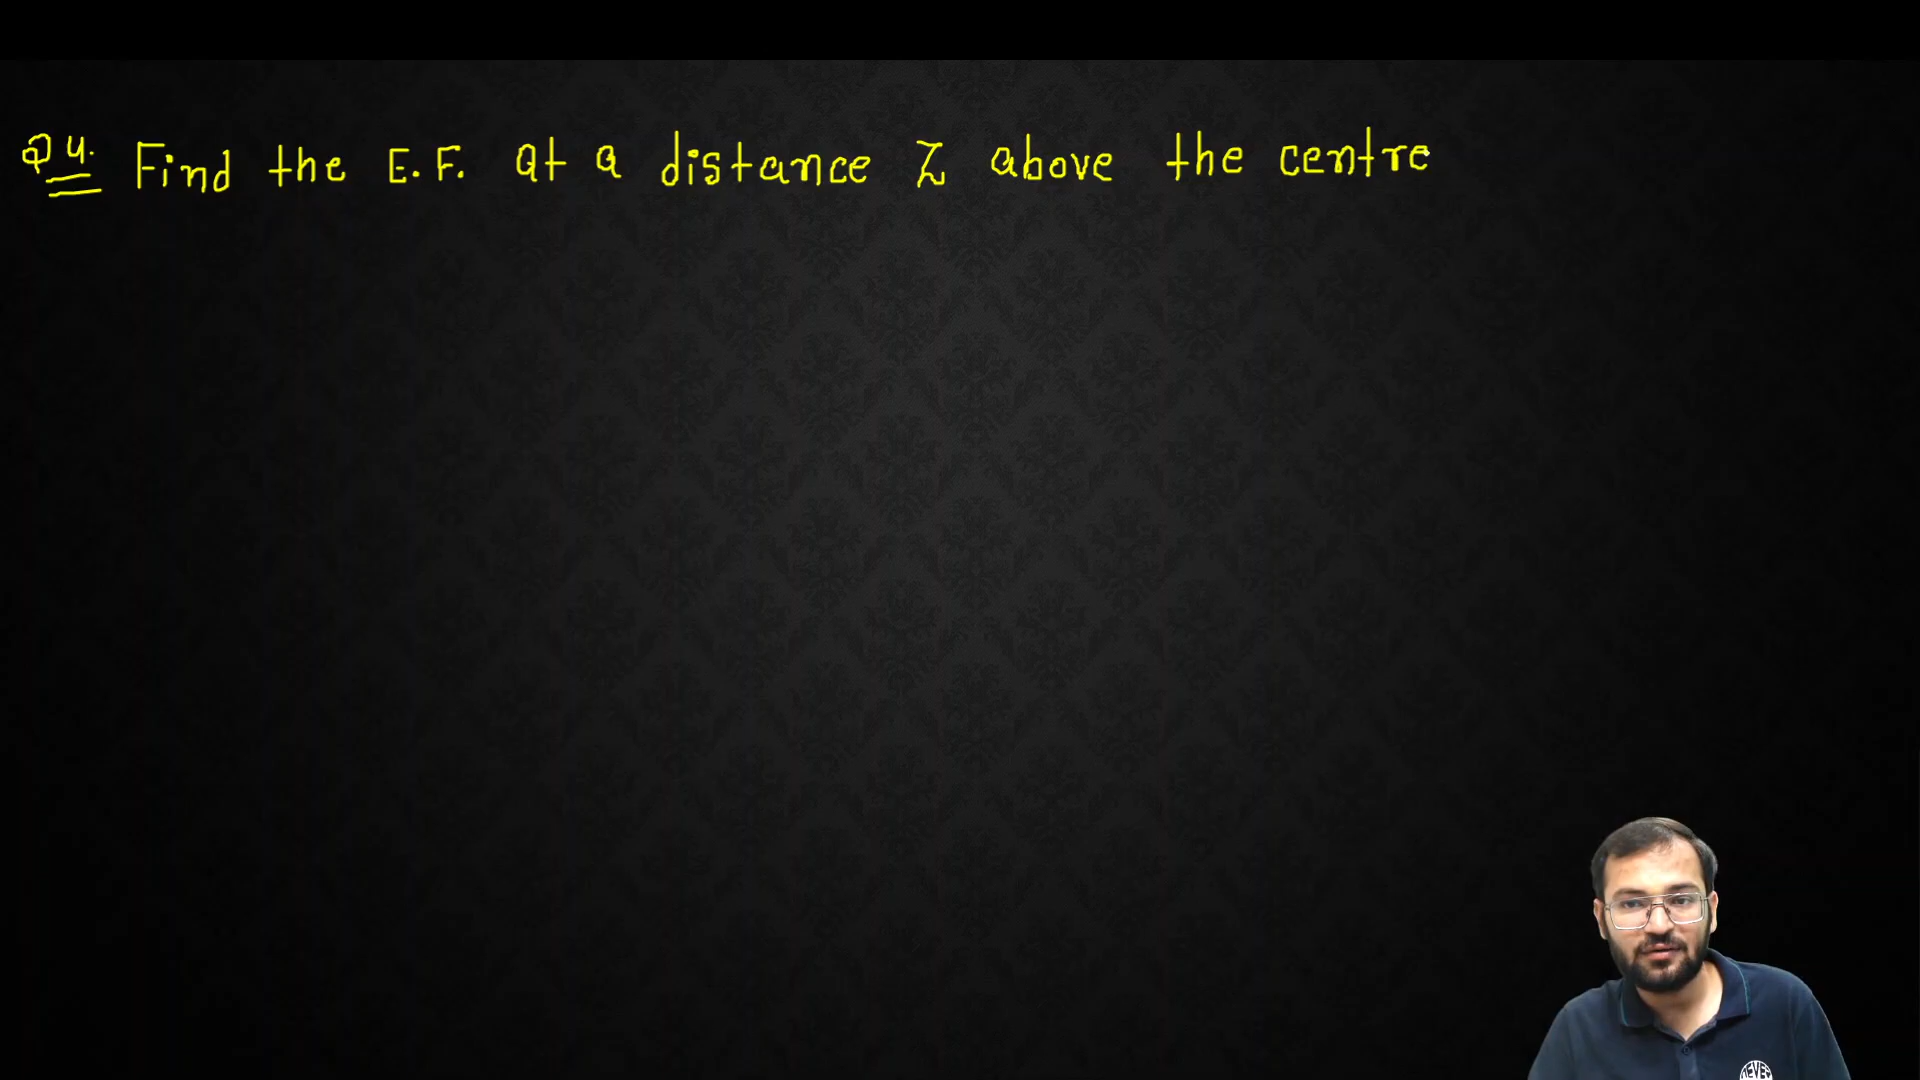 Q4. Find the E.F. at a distance Z above the centre